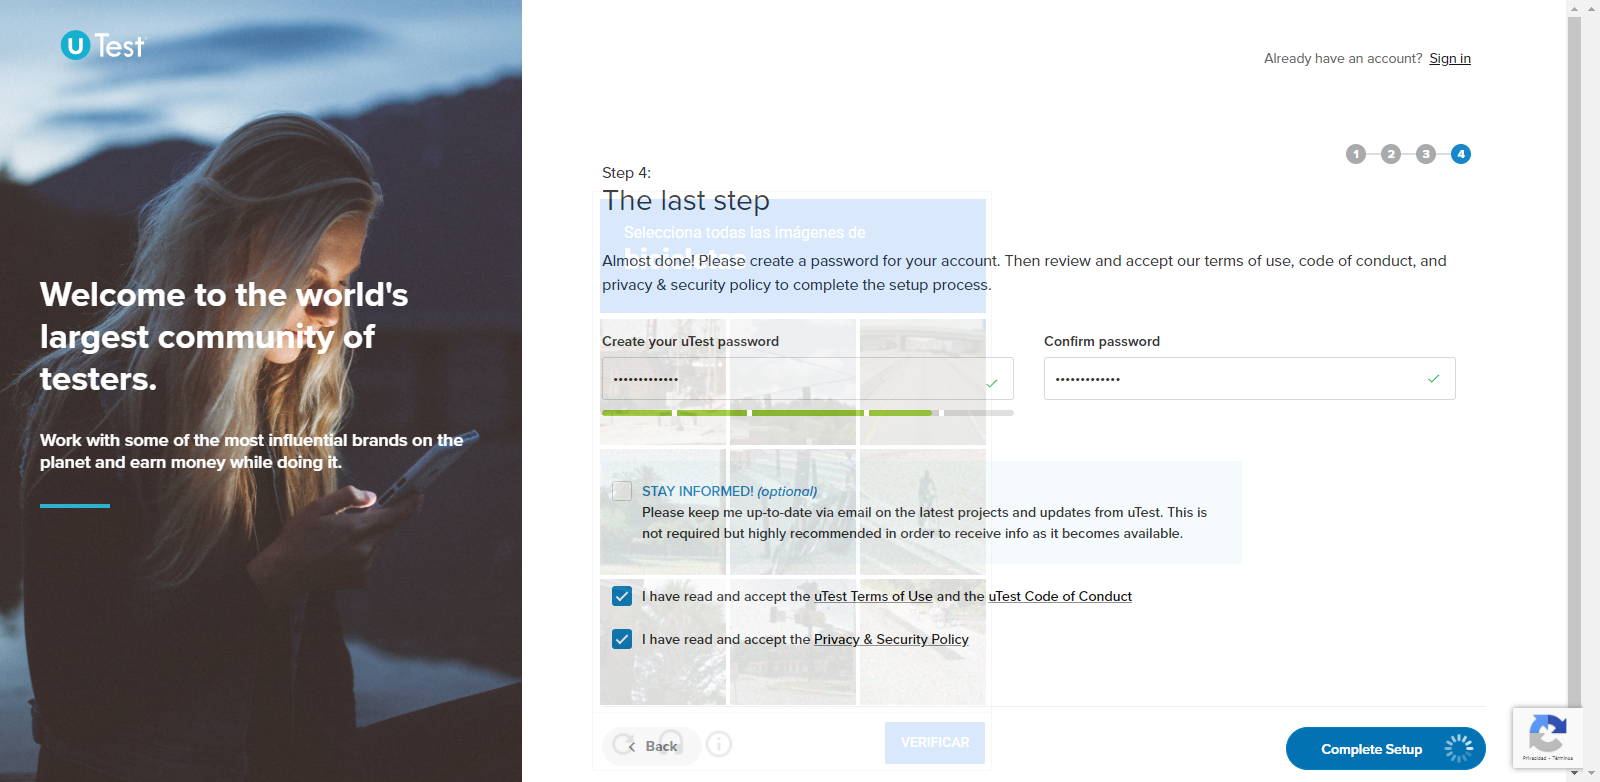 uTest
Already have an account? Sign in
1 2 3 4
Step 4:
The last step
Selecciona todas las imágenes de
bicicletas
Almost done! Please create a password for your account. Then review and accept our terms of use, code of conduct, and
privacy & security policy to complete the setup process.
Welcome to the world's
largest community of
testers.
Work with some of the most influential brands on the
planet and earn money while doing it.
Create your uTest password
Confirm password
STAY INFORMED! (optional)
Please keep me up-to-date via email on the latest projects and updates from uTest. This is
not required but highly recommended in order to receive info as it becomes available.
I have read and accept the uTest Terms of Use and the uTest Code of Conduct
I have read and accept the Privacy & Security Policy
Back
VERIFICAR
Complete Setup
Privacidad - Términos